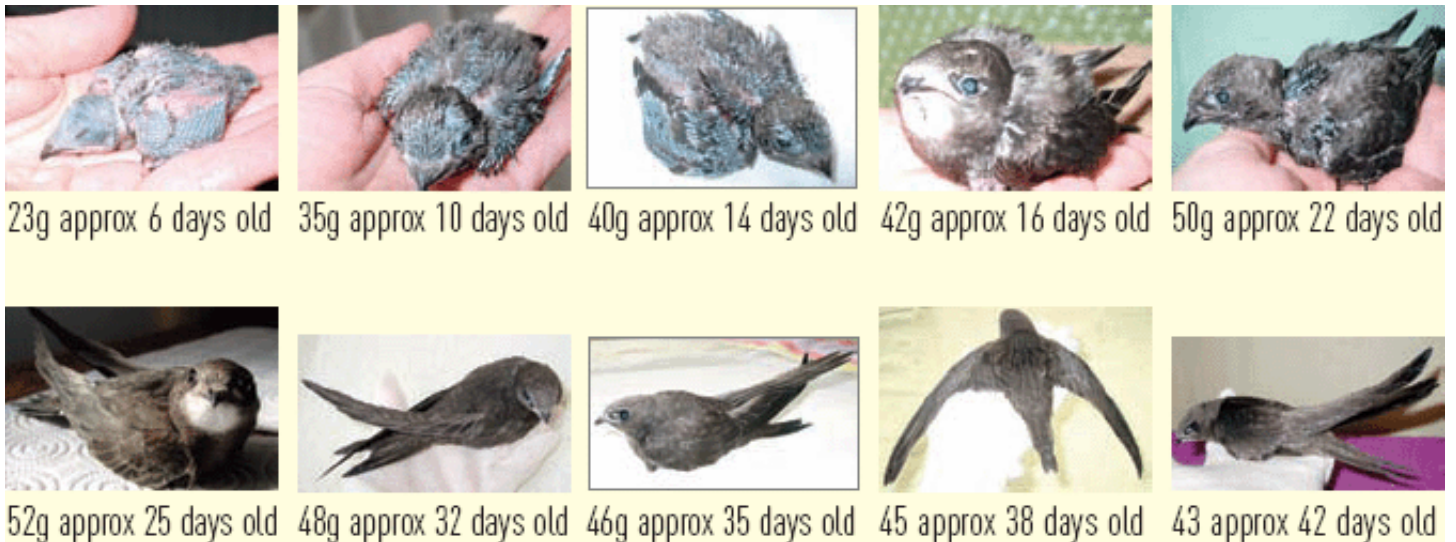 23g approx 6 days old
35g approx 10 days old
40g approx 14 days old
42g approx 16 days old
50g approx 22 days old
52g approx 25 days old
48g approx 32 days old
46g approx 35 days old
45 approx 38 days old
43 approx 42 days old